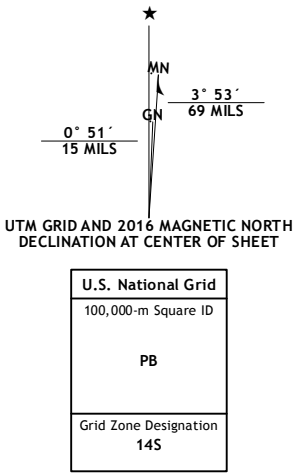 ★
MN
3° 53´
69 MILS
GN
0° 51´
15 MILS
UTM GRID AND 2016 MAGNETIC NORTH
DECLINATION AT CENTER OF SHEET
U.S. National Grid
100,000-m Square ID
PB
Grid Zone Designation
14S